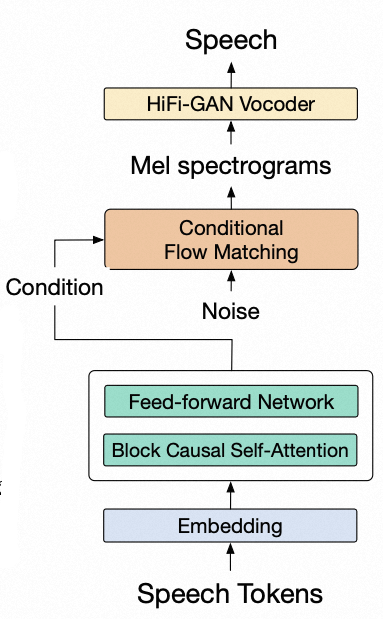 Speech
HiFi-GAN Vocoder
Mel spectrograms
Conditional
Flow Matching
Condition
Noise
Feed-forward Network
Block Causal Self-Attention
Embedding
Speech Tokens